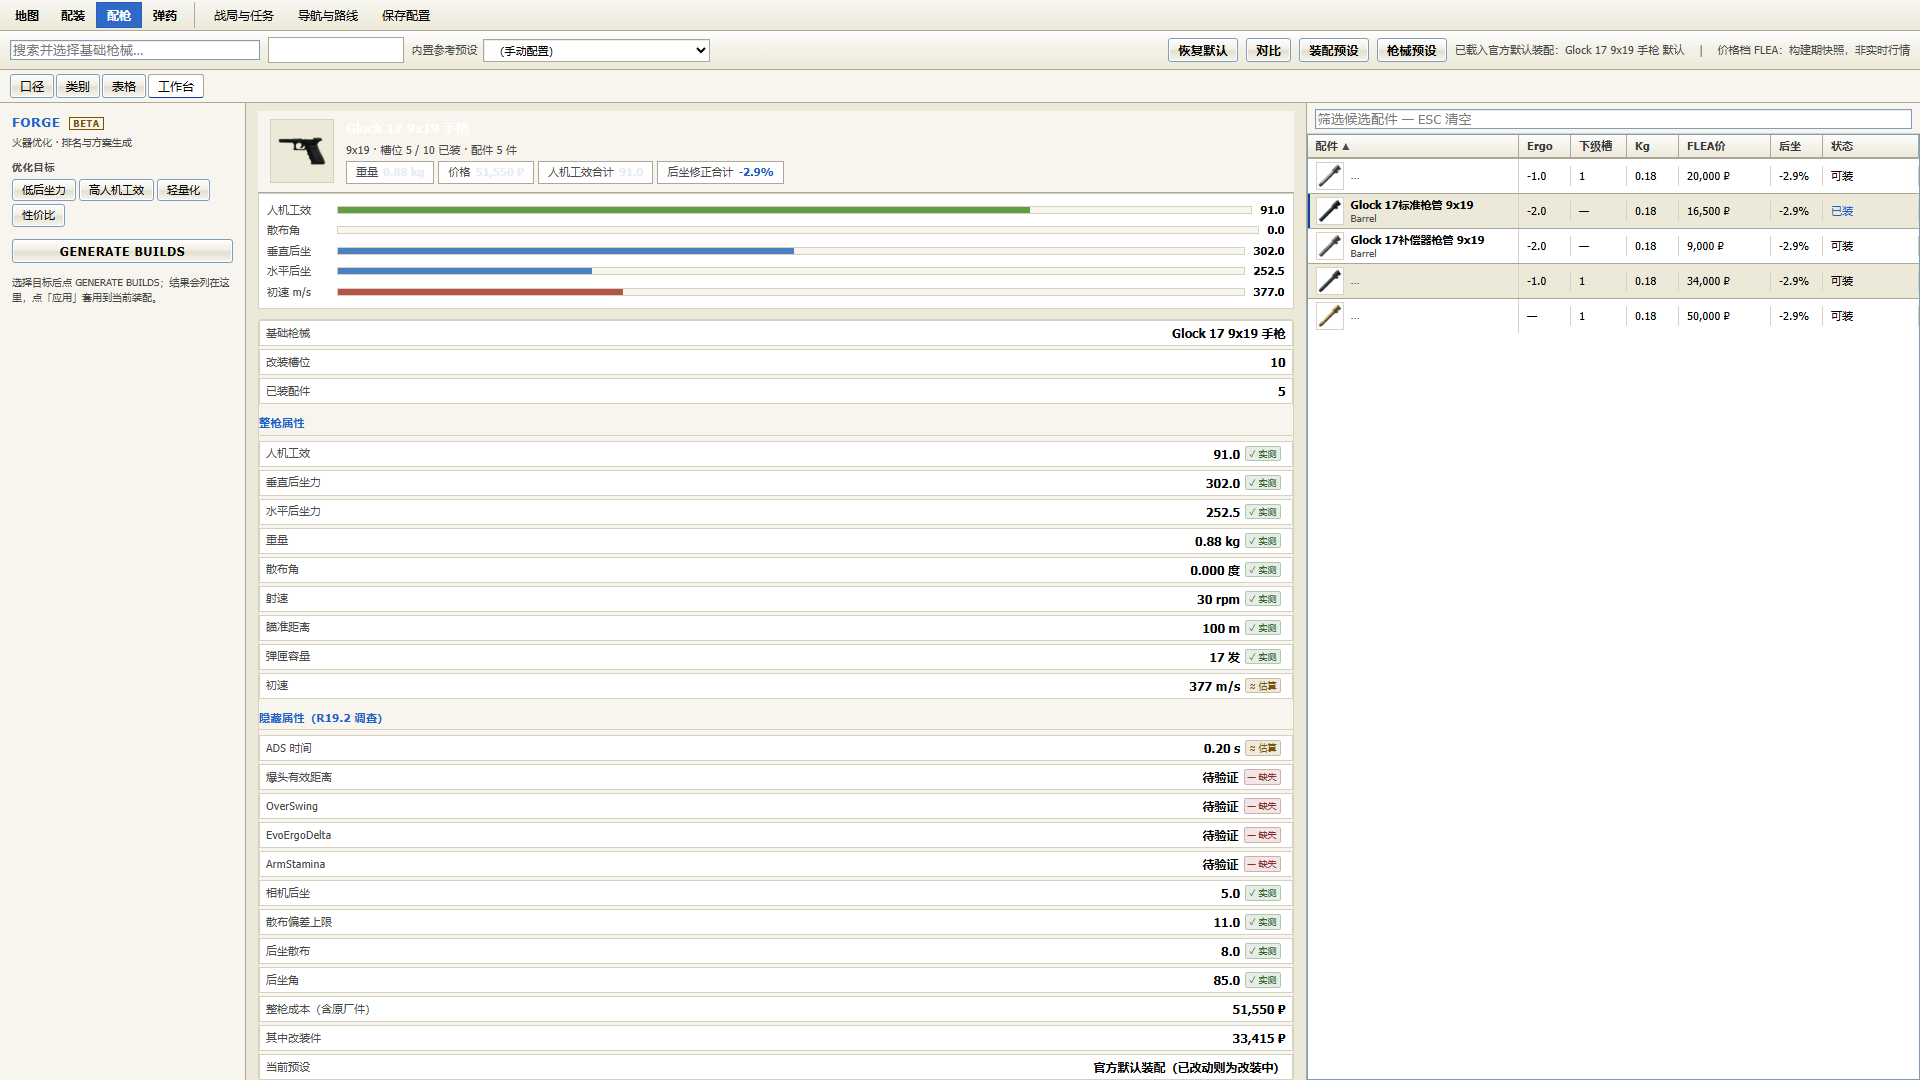 地图 配装 配枪 弹药 战局与任务 导航与路线 保存配置
搜索并选择基础枪械... 内置参考预设 (手动配置) 恢复默认 对比 装配预设 枪械预设 已载入官方默认装配：Glock 17 9x19 手枪 默认 | 价格档 FLEA：构建期快照，非实时行情
口径 类别 表格 工作台
FORGE BETA
火器优化 · 排名与方案生成
优化目标
低后坐力 高人机工效 轻量化
性价比
GENERATE BUILDS
选择目标后点 GENERATE BUILDS；结果会列在这
里，点「应用」套用到当前装配。
Glock 17 9x19 手枪
9x19 · 槽位 5 / 10 已装 · 配件 5 件
重量 0.88 kg 价格 51,550 ₽ 人机工效合计 91.0 后坐修正合计 -2.9%
人机工效 91.0
散布角 0.0
垂直后坐 302.0
水平后坐 252.5
初速 m/s 377.0
基础枪械 Glock 17 9x19 手枪
改装槽位 10
已装配件 5
整枪属性
人机工效 91.0 ✓ 实测
垂直后坐力 302.0 ✓ 实测
水平后坐力 252.5 ✓ 实测
重量 0.88 kg ✓ 实测
散布角 0.000 度 ✓ 实测
射速 30 rpm ✓ 实测
瞄准距离 100 m ✓ 实测
弹匣容量 17 发 ✓ 实测
初速 377 m/s ≈ 估算
隐藏属性（R19.2 调查）
ADS 时间 0.20 s ≈ 估算
爆头有效距离 待验证 — 缺失
OverSwing 待验证 — 缺失
EvoErgoDelta 待验证 — 缺失
ArmStamina 待验证 — 缺失
相机后坐 5.0 ✓ 实测
散布偏差上限 11.0 ✓ 实测
后坐散布 8.0 ✓ 实测
后坐角 85.0 ✓ 实测
整枪成本（含原厂件） 51,550 ₽
其中改装件 33,415 ₽
当前预设 官方默认装配（已改动则为改装中）
筛选候选配件 — ESC 清空
配件 ▲ Ergo 下级槽 Kg FLEA价 后坐 状态
... -1.0 1 0.18 20,000 ₽ -2.9% 可装
Glock 17标准枪管 9x19 -2.0 — 0.18 16,500 ₽ -2.9% 已装
Barrel
Glock 17补偿器枪管 9x19 -2.0 — 0.18 9,000 ₽ -2.9% 可装
Barrel
... -1.0 1 0.18 34,000 ₽ -2.9% 可装
... — 1 0.18 50,000 ₽ -2.9% 可装